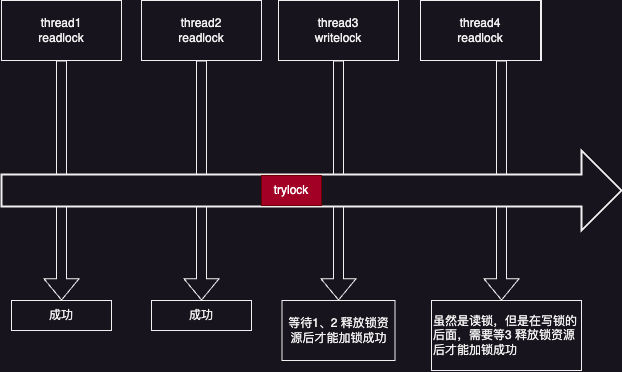 thread1
readlock
thread2
readlock
thread3
writelock
thread4
readlock
trylock
成功
成功
等待1、2 释放锁资
源后才能加锁成功
虽然是读锁，但是在写锁的
后面，需要等3 释放锁资源
后才能加锁成功